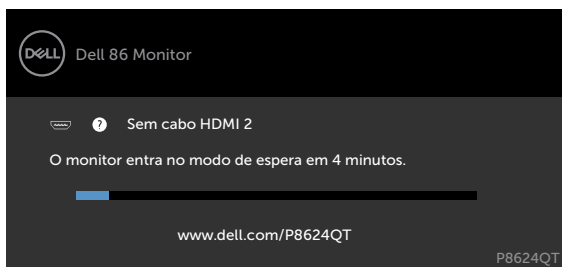 DELL Dell 86 Monitor
? Sem cabo HDMI 2
O monitor entra no modo de espera em 4 minutos.
www.dell.com/P8624QT
P8624QT